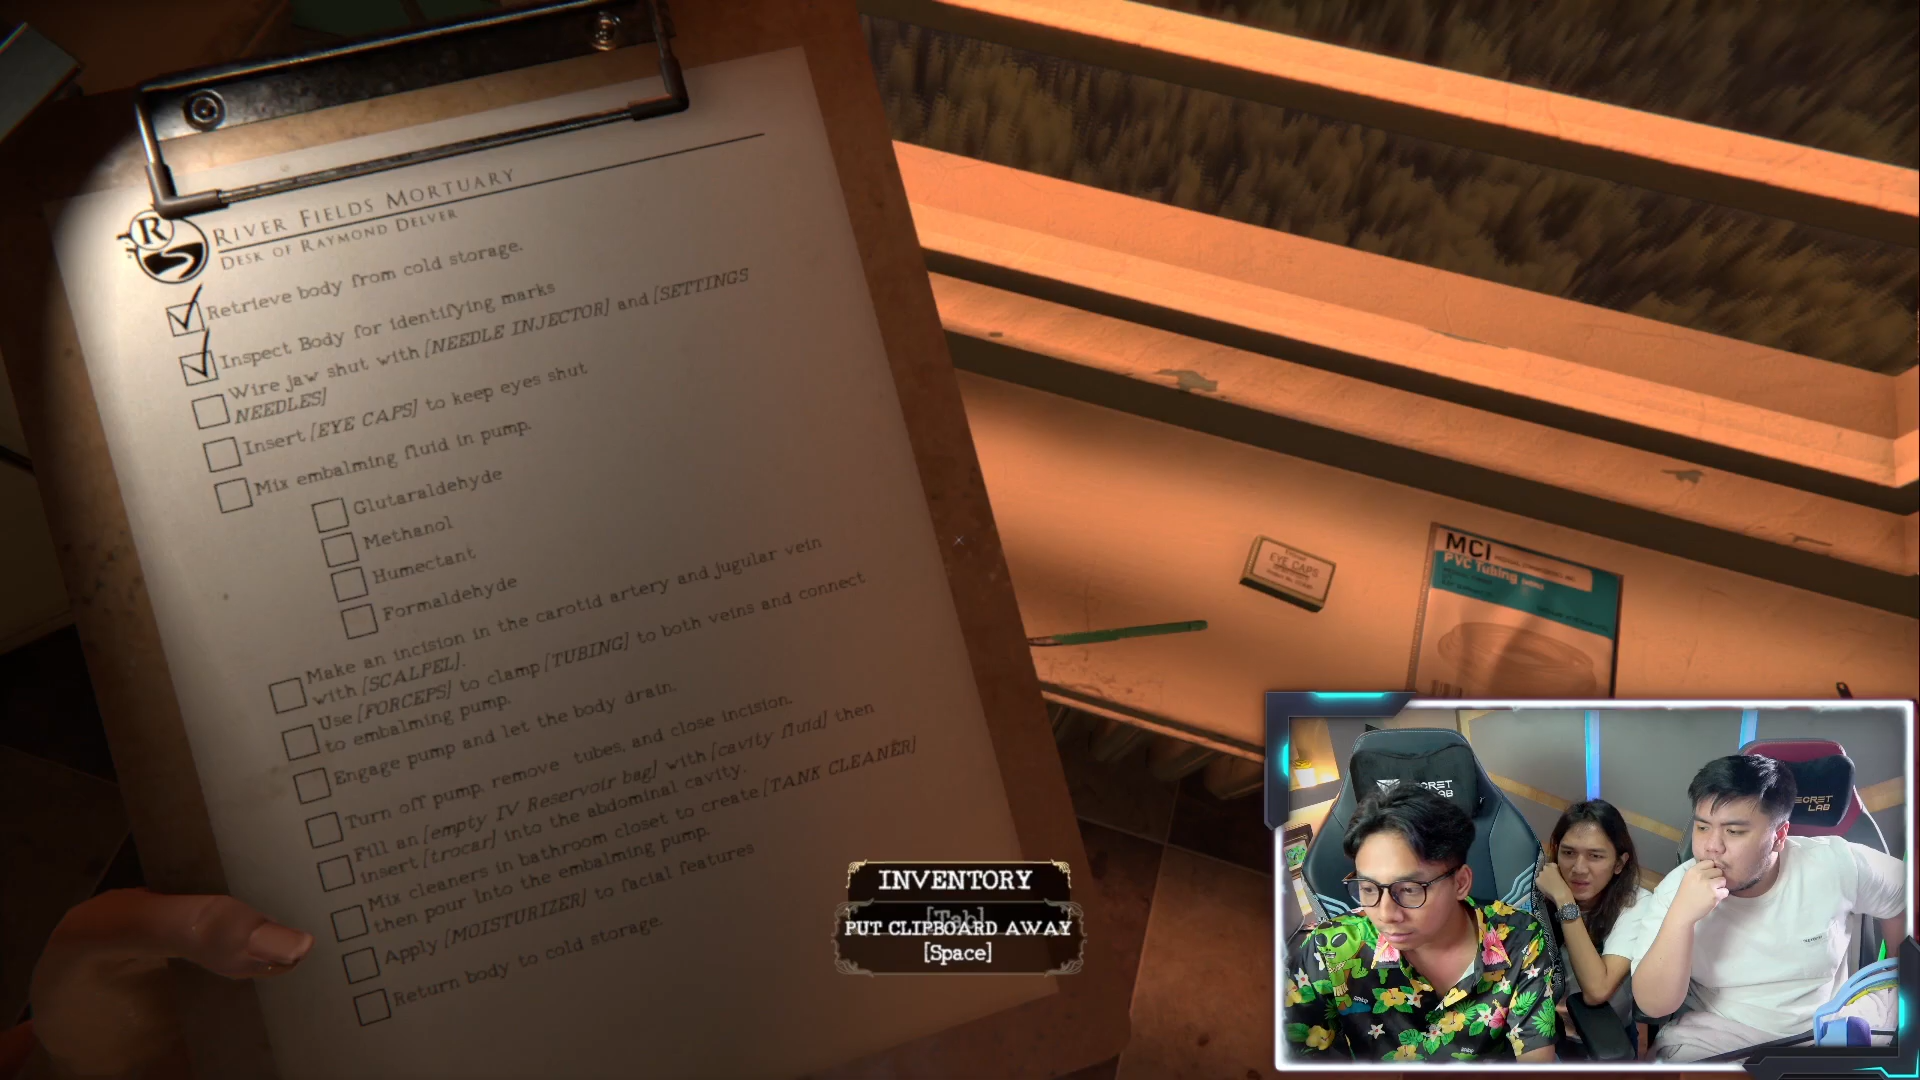 RIVER FIELDS MORTUARY
DESK OF RAYMOND DELVER
Retrieve body from cold storage.
Inspect Body for identifying marks
Wire jaw shut with [NEEDLE INJECTOR] and [SETTINGS
NEEDLES]
Insert [EYE CAPS] to keep eyes shut
Mix embalming fluid in pump.
Glutaraldehyde
Methanol
Humectant
Formaldehyde
Make an incision in the carotid artery and jugular vein
with [SCALPEL].
Use [FORCEPS] to clamp [TUBING] to both veins and connect
to embalming pump.
Engage pump and let the body drain.
Turn off pump, remove tubes, and close incision.
Fill an [empty IV Reservoir bag] with [cavity fluid] then
insert [trocar] into the abdominal cavity.
Mix cleaners in bathroom closet to create [TANK CLEANER]
then pour into the embalming pump.
Apply [MOISTURIZER] to facial features
Return body to cold storage.
EYE CAPS
MCI
PVC Tubing
INVENTORY
[Tab]
PUT CLIPBOARD AWAY
[Space]
SECRET
LAB